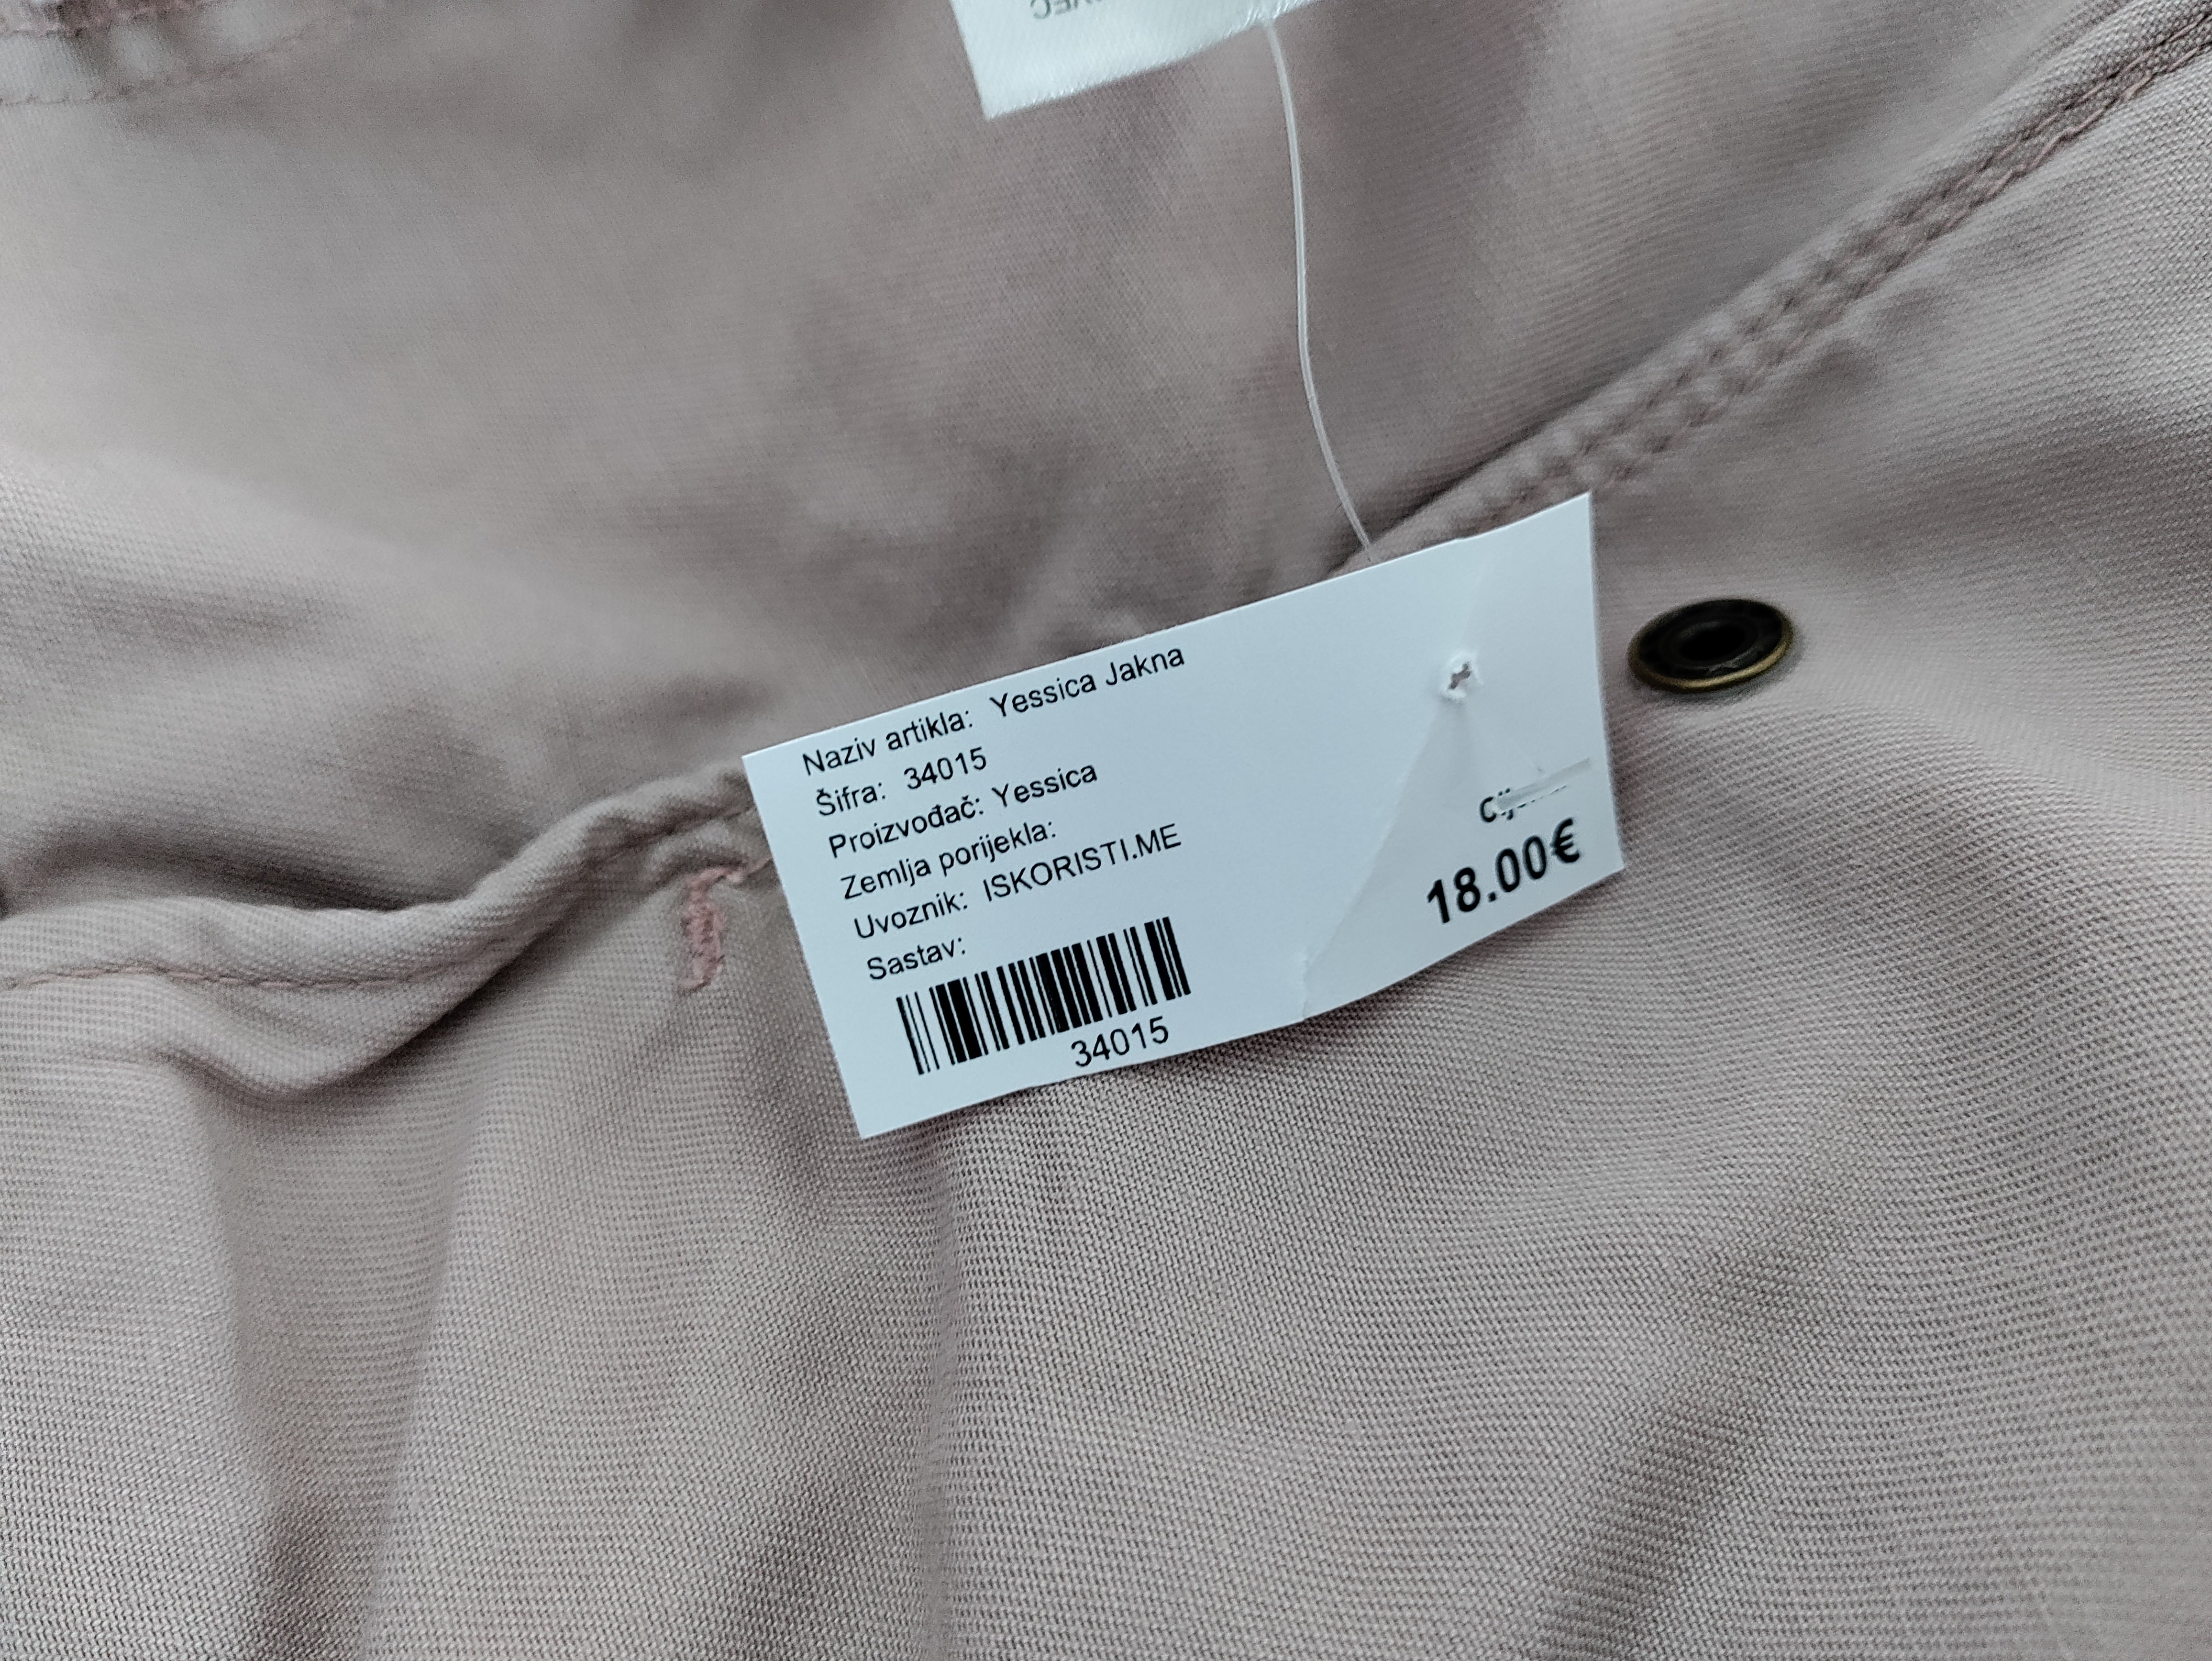 Naziv artikla: Yessica Jakna
Šifra: 34015
Proizvođač: Yessica
Zemlja porijekla:
Uvoznik: ISKORISTI.ME
Sastav:
34015
18.00€